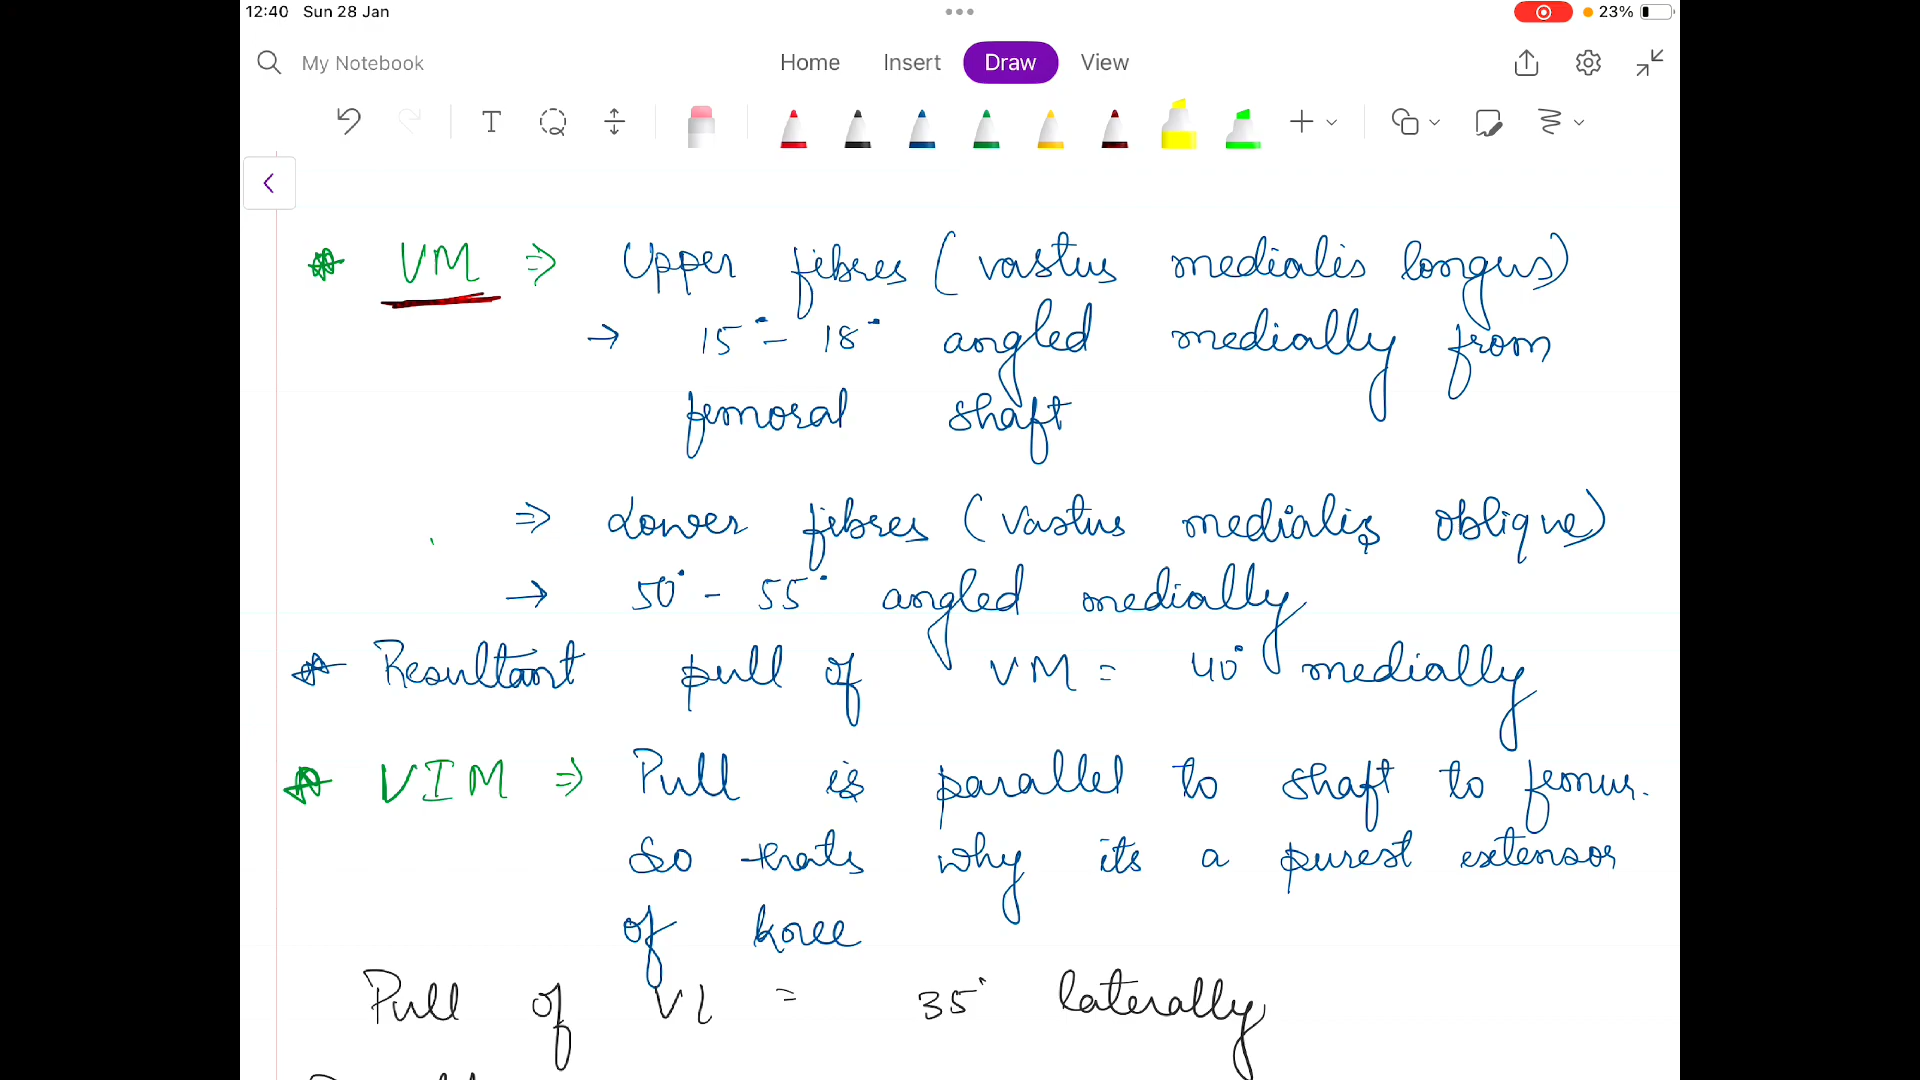 12:40 Sun 28 Jan
23%
My Notebook
Home Insert Draw View
VM ⇒ Upper fibres (vastus medialis longus)
→ 15° - 18° angled medially from
femoral shaft
⇒ Lower fibres (vastus medialis oblique)
→ 50° - 55° angled medially
* Resultant pull of VM = 40° medially
* VIM ⇒ Pull is parallel to shaft to femur.
So thats why its a purest extensor
of knee
Pull of VL = 35° laterally